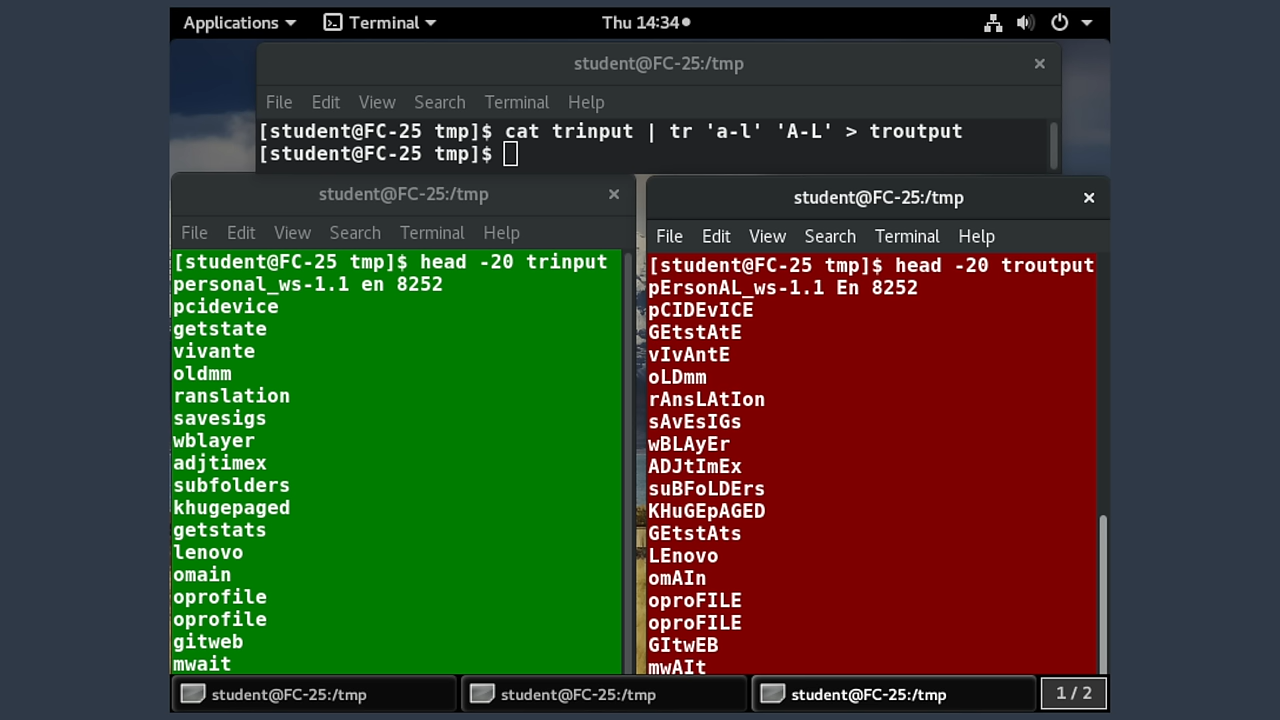 Applications Terminal Thu 14:34
student@FC-25:/tmp
File Edit View Search Terminal Help
[student@FC-25 tmp]$ cat trinput | tr 'a-l' 'A-L' > troutput
[student@FC-25 tmp]$
student@FC-25:/tmp
File Edit View Search Terminal Help
[student@FC-25 tmp]$ head -20 trinput
personal_ws-1.1 en 8252
pcidevice
getstate
vivante
oldmm
ranslation
savesigs
wblayer
adjtimex
subfolders
khugepaged
getstats
lenovo
omain
oprofile
oprofile
gitweb
mwait
student@FC-25:/tmp
File Edit View Search Terminal Help
[student@FC-25 tmp]$ head -20 troutput
pErsonAL_ws-1.1 En 8252
pCIDEvICE
GEtstAtE
vIvAntE
oLDmm
rAnsLAtIon
sAvEsIGs
wBLAyEr
ADJtImEx
suBFoLDErs
KHuGEpAGED
GEtstAts
LEnovo
omAIn
oproFILE
oproFILE
GItwEB
mwAIt
student@FC-25:/tmp student@FC-25:/tmp student@FC-25:/tmp 1 / 2